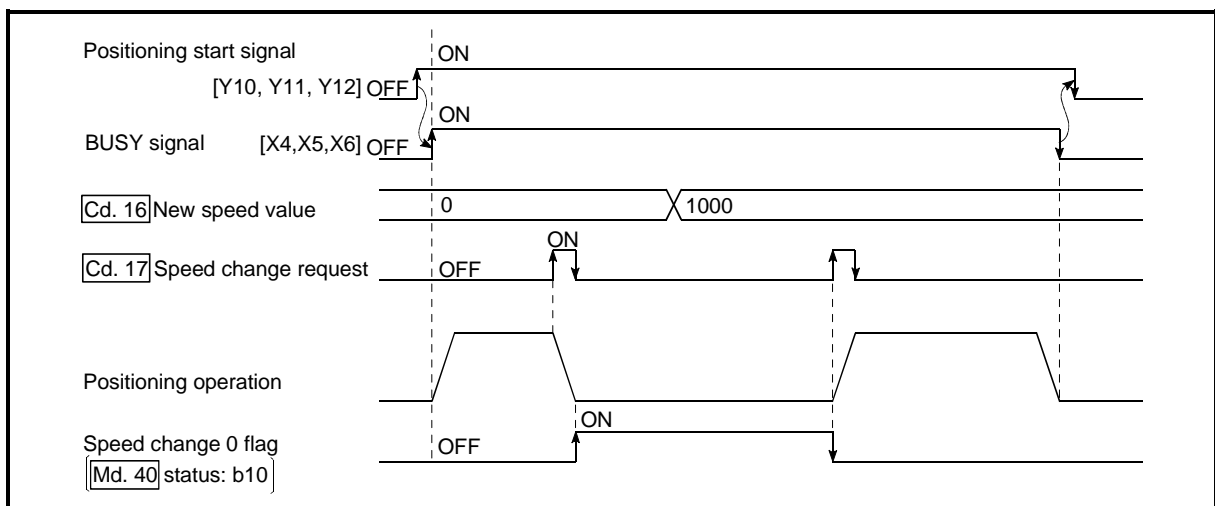 Positioning start signal
ON
[Y10, Y11, Y12] OFF
ON
BUSY signal [X4,X5,X6] OFF
Cd. 16 New speed value 0 1000
ON
Cd. 17 Speed change request OFF
Positioning operation
ON
Speed change 0 flag OFF
Md. 40 status: b10